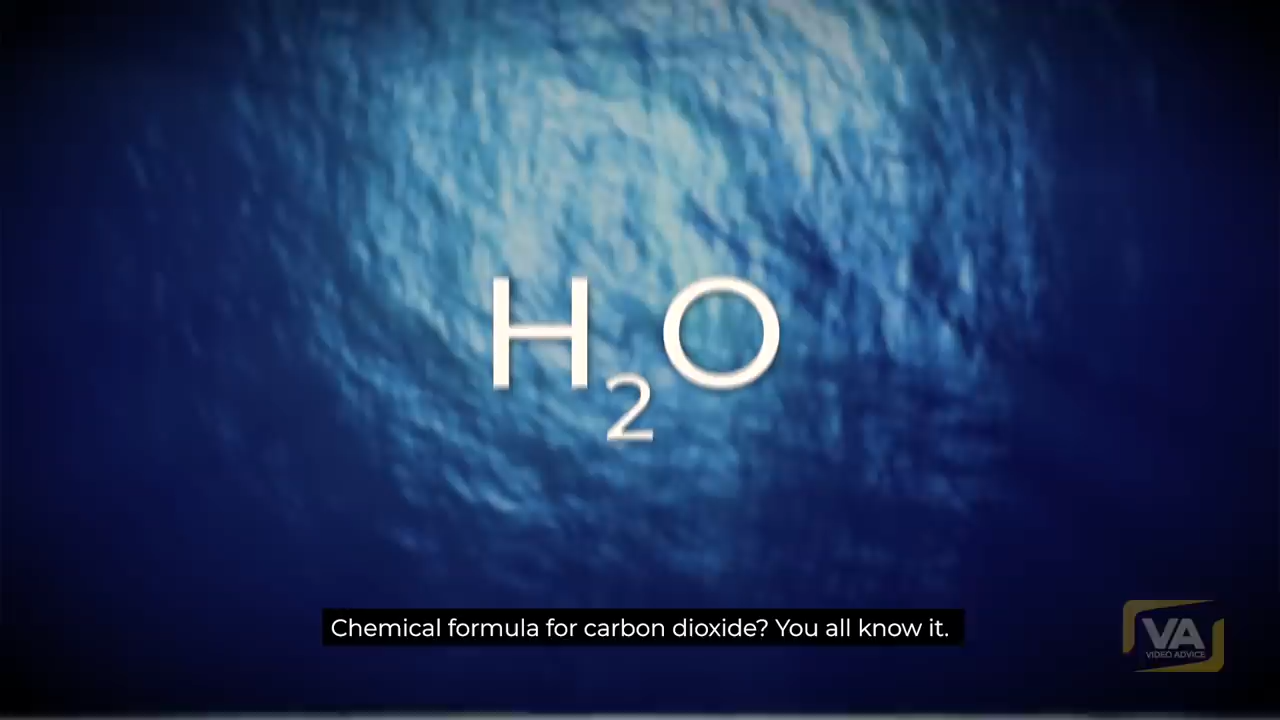 H₂O
Chemical formula for carbon dioxide? You all know it.
VA
VIDEO ADVICE